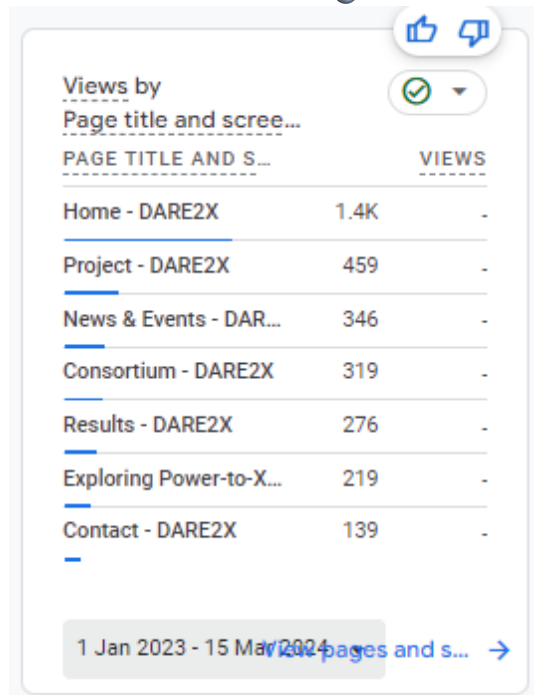 Views by
Page title and scree...
PAGE TITLE AND S... VIEWS
Home - DARE2X 1.4K -
Project - DARE2X 459 -
News & Events - DAR... 346 -
Consortium - DARE2X 319 -
Results - DARE2X 276 -
Exploring Power-to-X... 219 -
Contact - DARE2X 139 -
1 Jan 2023 - 15 Mar 2024 View pages and s... →